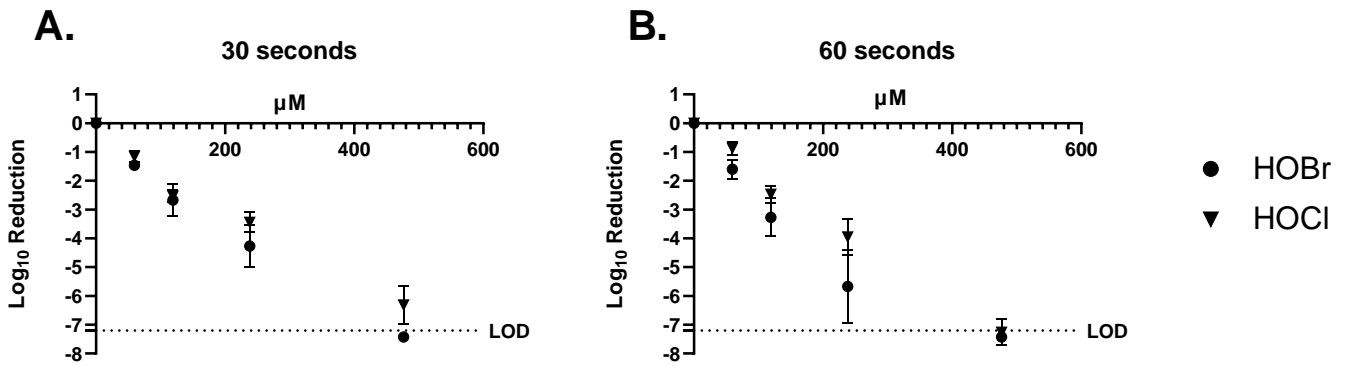 A.
30 seconds
µM
1
0
-1
-2
-3
-4
-5
-6
-7
-8
200
400
600
Log10 Reduction
LOD
B.
60 seconds
µM
1
0
-1
-2
-3
-4
-5
-6
-7
-8
200
400
600
Log10 Reduction
LOD
HOBr
HOCl